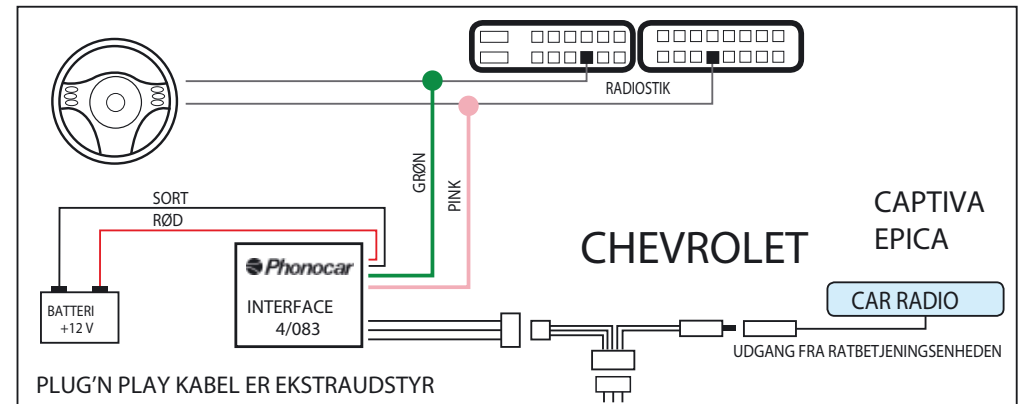 RADIOSTIK
GRØN
PINK
SORT
RØD
CAPTIVA
EPICA
CHEVROLET
Phonocar
INTERFACE
4/083
BATTERI
+12 V
CAR RADIO
UDGANG FRA RATBETJENINGSENHEDEN
PLUG'N PLAY KABEL ER EKSTRAUDSTYR